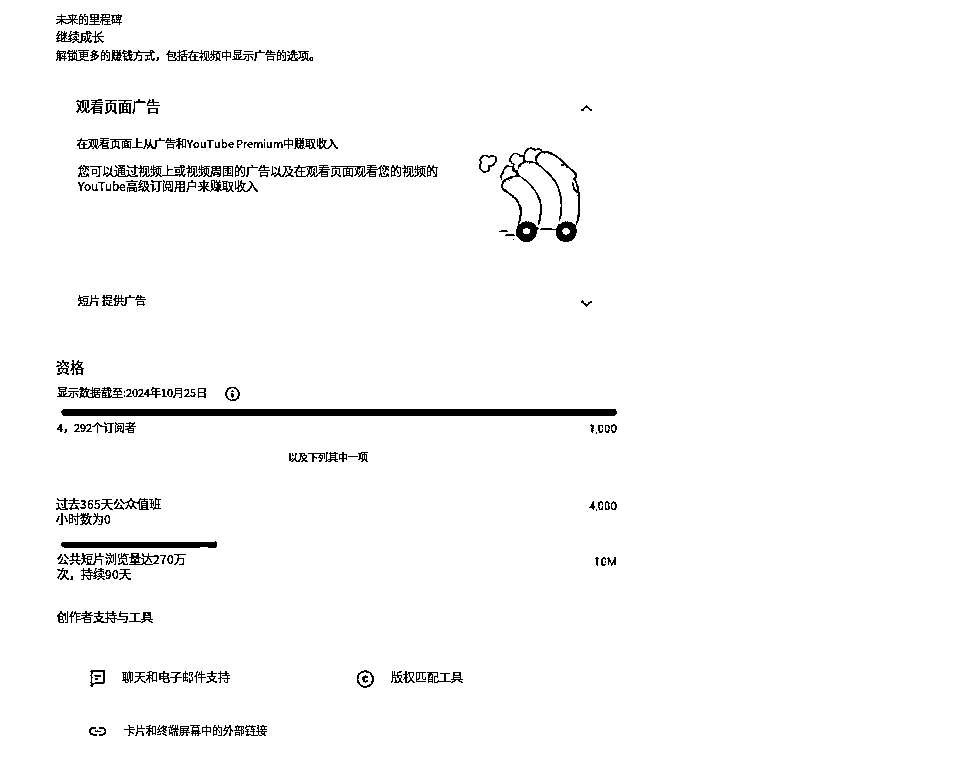 未来的里程碑
继续成长
解锁更多的赚钱方式，包括在视频中显示广告的选项。
观看页面广告
在观看页面上从广告和YouTube Premium中赚取收入
您可以通过视频上或视频周围的广告以及在观看页面观看您的视频的
YouTube高级订阅用户来赚取收入
短片提供广告
资格
显示数据截至:2024年10月25日
4，292个订阅者
1,000
以及下列其中一项
过去365天公众值班
4,000
小时数为0
公共短片浏览量达270万
10M
次，持续90天
创作者支持与工具
聊天和电子邮件支持
版权匹配工具
卡片和终端屏幕中的外部链接